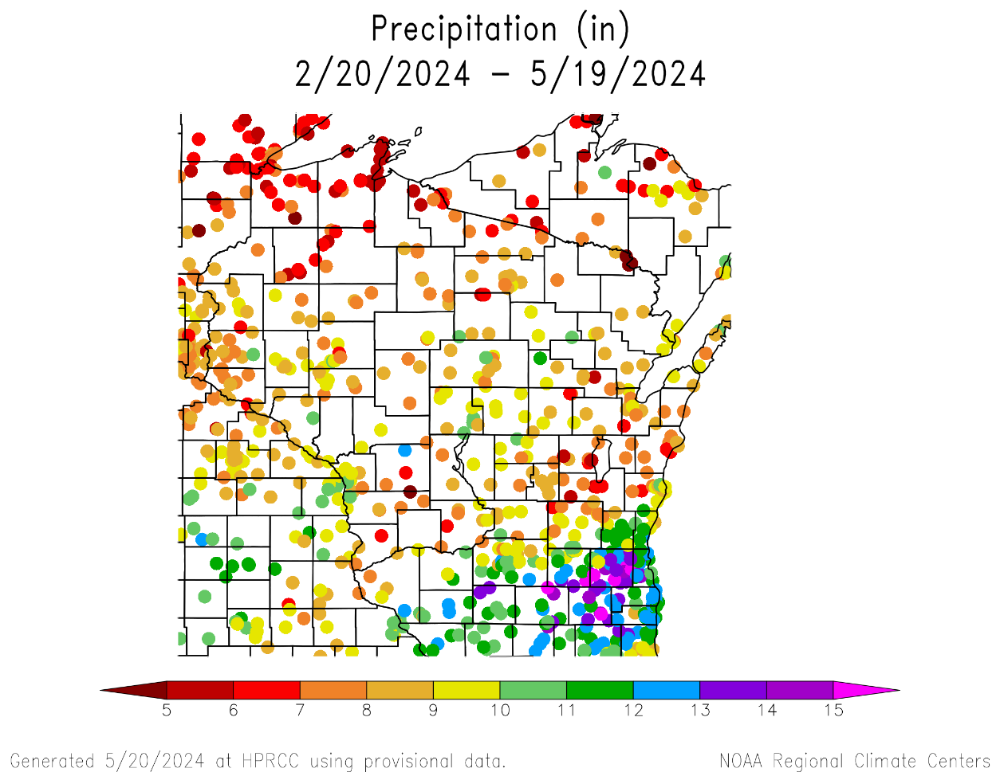 Precipitation (in)
2/20/2024 – 5/19/2024
5 6 7 8 9 10 11 12 13 14 15
Generated 5/20/2024 at HPRCC using provisional data.
NOAA Regional Climate Centers